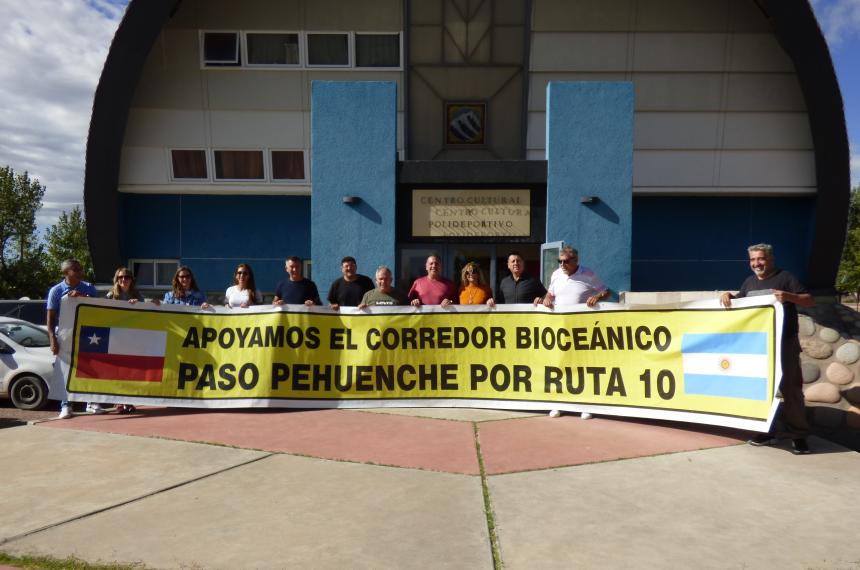 CENTRO CULTURAL
POLIDEPORTIVO
APOYAMOS EL CORREDOR BIOCEÁNICO
PASO PEHUENCHE POR RUTA 10